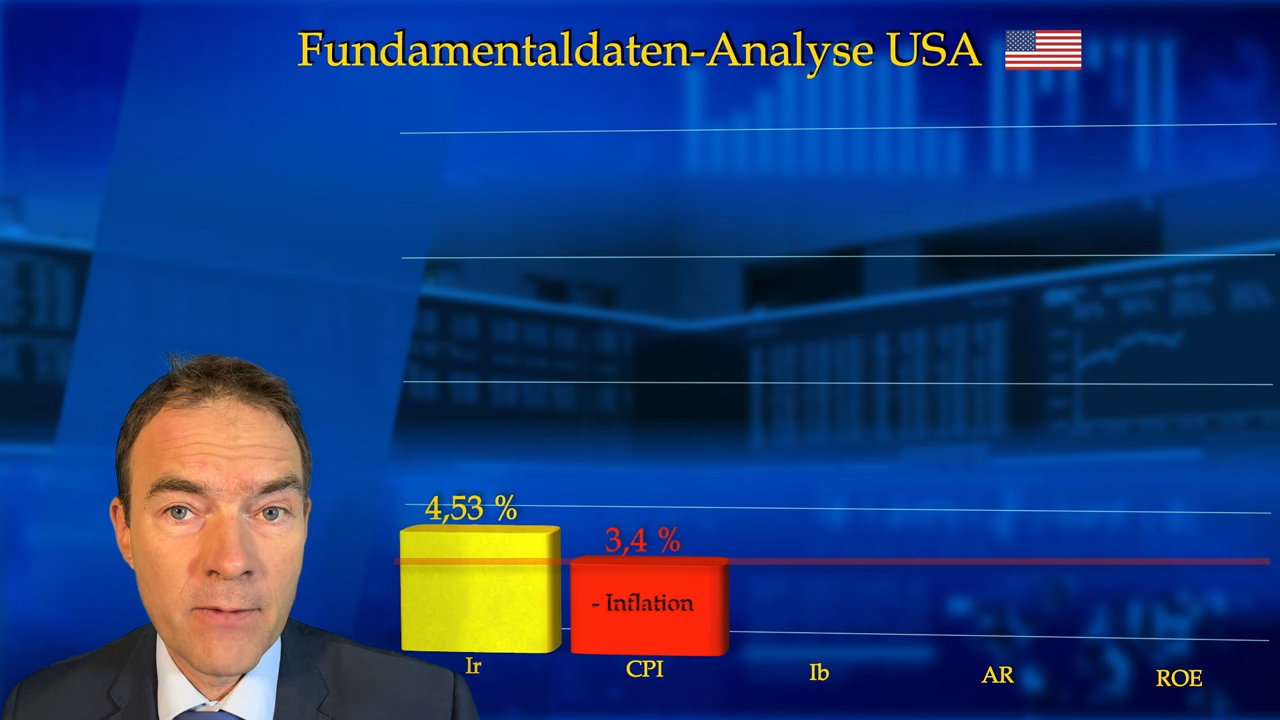 Fundamentaldaten-Analyse USA
4,53 %
3,4 %
- Inflation
Ir
CPI
Ib
AR
ROE